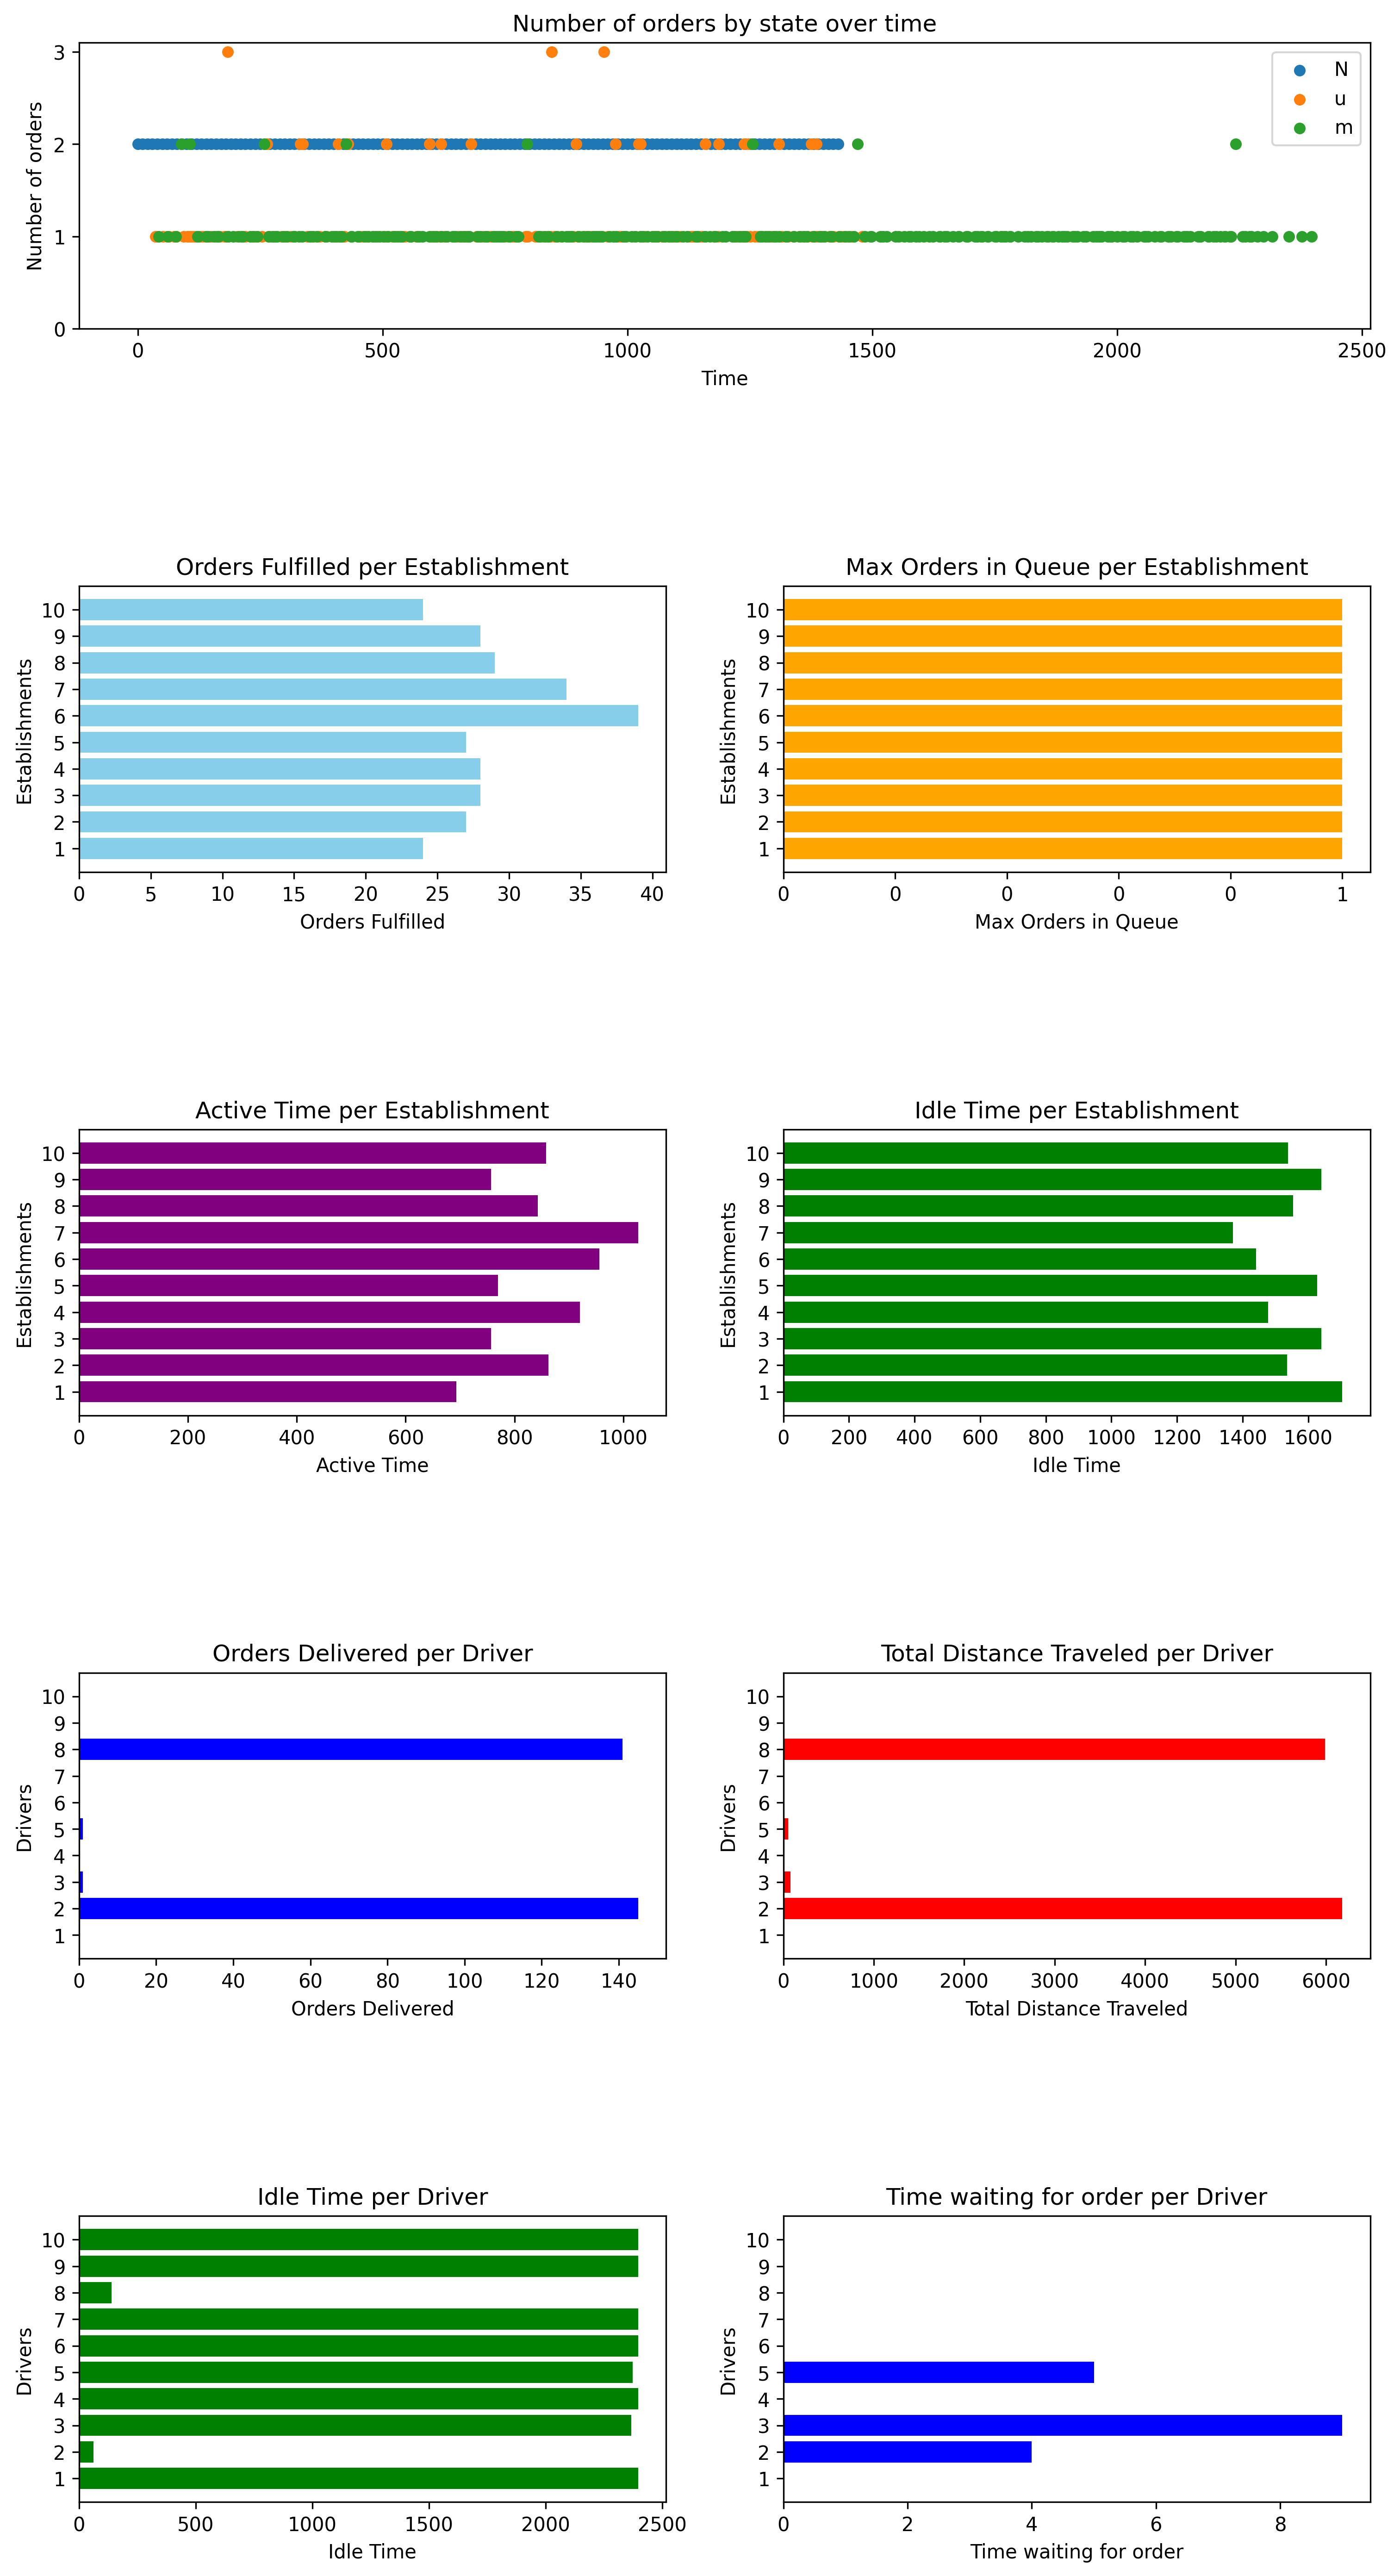 Number of orders by state over time
Number of orders
3
2
1
0
N
u
m
0 500 1000 1500 2000 2500
Time
Orders Fulfilled per Establishment
Establishments
10
9
8
7
6
5
4
3
2
1
0 5 10 15 20 25 30 35 40
Orders Fulfilled
Max Orders in Queue per Establishment
Establishments
10
9
8
7
6
5
4
3
2
1
0 0 0 0 0 1
Max Orders in Queue
Active Time per Establishment
Establishments
10
9
8
7
6
5
4
3
2
1
0 200 400 600 800 1000
Active Time
Idle Time per Establishment
Establishments
10
9
8
7
6
5
4
3
2
1
0 200 400 600 800 1000 1200 1400 1600
Idle Time
Orders Delivered per Driver
Drivers
10
9
8
7
6
5
4
3
2
1
0 20 40 60 80 100 120 140
Orders Delivered
Total Distance Traveled per Driver
Drivers
10
9
8
7
6
5
4
3
2
1
0 1000 2000 3000 4000 5000 6000
Total Distance Traveled
Idle Time per Driver
Drivers
10
9
8
7
6
5
4
3
2
1
0 500 1000 1500 2000 2500
Idle Time
Time waiting for order per Driver
Drivers
10
9
8
7
6
5
4
3
2
1
0 2 4 6 8
Time waiting for order